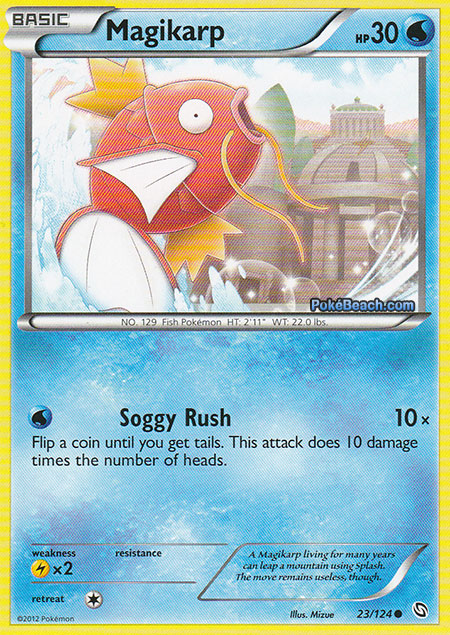 BASIC
Magikarp
HP 30
PokéBeach.com
NO. 129 Fish Pokémon HT: 2'11" WT: 22.0 lbs.
Soggy Rush 10×
Flip a coin until you get tails. This attack does 10 damage
times the number of heads.
weakness resistance
×2
A Magikarp living for many years
can leap a mountain using Splash.
The move remains useless, though.
retreat
©2012 Pokémon
Illus. Mizue
23/124